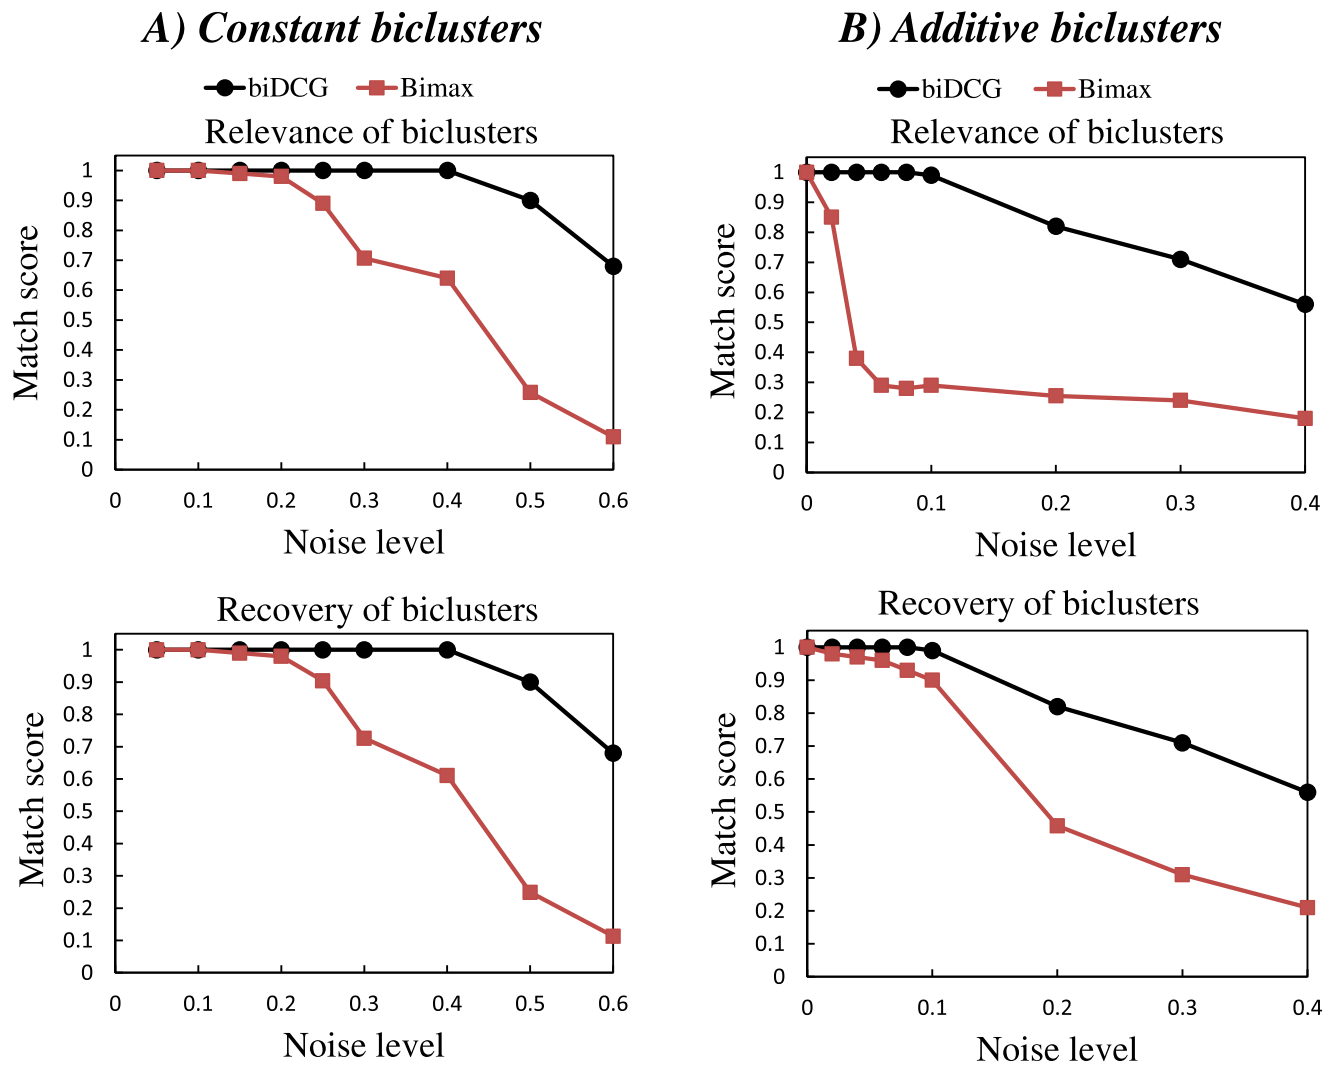 A) Constant biclusters
biDCG Bimax
Relevance of biclusters
Match score
1
0.9
0.8
0.7
0.6
0.5
0.4
0.3
0.2
0.1
0
0 0.1 0.2 0.3 0.4 0.5 0.6
Noise level
Recovery of biclusters
Match score
1
0.9
0.8
0.7
0.6
0.5
0.4
0.3
0.2
0.1
0
0 0.1 0.2 0.3 0.4 0.5 0.6
Noise level
B) Additive biclusters
biDCG Bimax
Relevance of biclusters
Match score
1
0.9
0.8
0.7
0.6
0.5
0.4
0.3
0.2
0.1
0
0 0.1 0.2 0.3 0.4
Noise level
Recovery of biclusters
Match score
1
0.9
0.8
0.7
0.6
0.5
0.4
0.3
0.2
0.1
0
0 0.1 0.2 0.3 0.4
Noise level